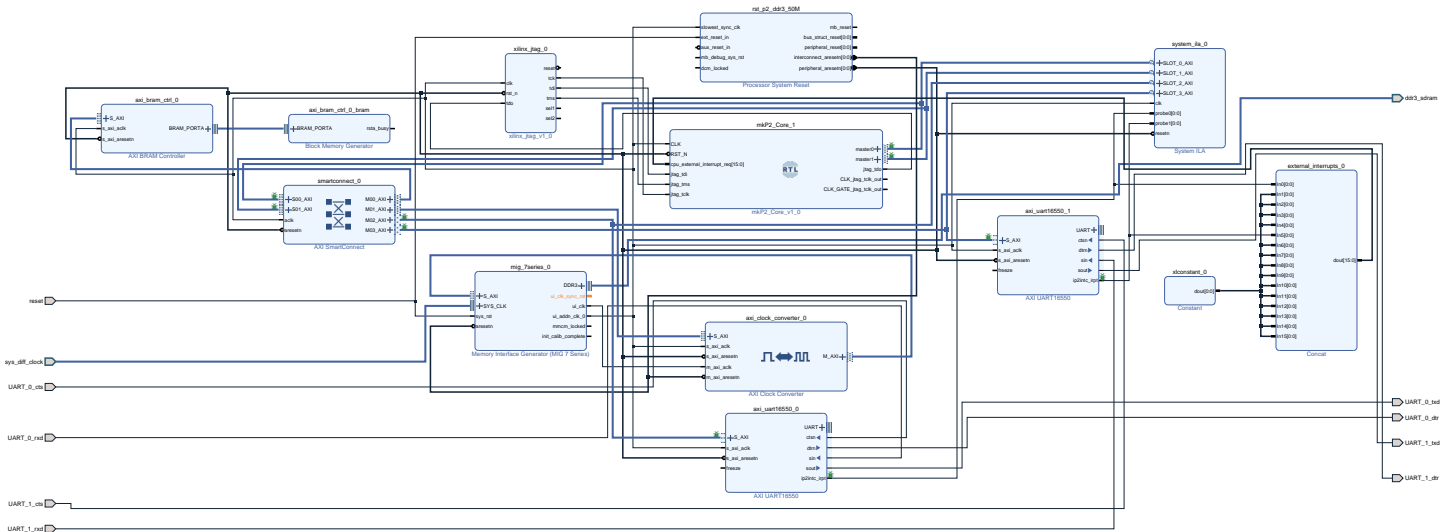 rst_p2_ddr3_50M
slowest_sync_clk
ext_reset_in
aux_reset_in
mb_debug_sys_rst
dcm_locked
mb_reset
bus_struct_reset[0:0]
peripheral_reset[0:0]
interconnect_aresetn[0:0]
peripheral_aresetn[0:0]
Processor System Reset
xilinx_jtag_0
clk
rst_n
tdo
reset
tck
tdi
tms
sel1
sel2
xilinx_jtag_v1_0
system_ila_0
SLOT_0_AXI
SLOT_1_AXI
SLOT_2_AXI
SLOT_3_AXI
clk
probe0[0:0]
probe1[0:0]
resetn
System ILA
ddr3_sdram
axi_bram_ctrl_0
S_AXI
s_axi_aclk
s_axi_aresetn
BRAM_PORTA
AXI BRAM Controller
axi_bram_ctrl_0_bram
BRAM_PORTA
rsta_busy
Block Memory Generator
mkP2_Core_1
CLK
RST_N
cpu_external_interrupt_req[15:0]
jtag_tdi
jtag_tms
jtag_tclk
RTL
master0
master1
jtag_tdo
CLK_jtag_tclk_out
CLK_GATE_jtag_tclk_out
mkP2_Core_v1_0
external_interrupts_0
In0[0:0]
In1[0:0]
In2[0:0]
In3[0:0]
In4[0:0]
In5[0:0]
In6[0:0]
In7[0:0]
In8[0:0]
In9[0:0]
In10[0:0]
In11[0:0]
In12[0:0]
In13[0:0]
In14[0:0]
In15[0:0]
dout[15:0]
Concat
smartconnect_0
S00_AXI
S01_AXI
aclk
aresetn
M00_AXI
M01_AXI
M02_AXI
M03_AXI
AXI SmartConnect
axi_uart16550_1
S_AXI
s_axi_aclk
s_axi_aresetn
freeze
UART
ctsn
dtrn
sin
sout
ip2intc_irpt
AXI UART16550
xlconstant_0
dout[0:0]
Constant
mig_7series_0
S_AXI
SYS_CLK
sys_rst
aresetn
DDR3
ui_clk_sync_rst
ui_clk
ui_addn_clk_0
mmcm_locked
init_calib_complete
Memory Interface Generator (MIG 7 Series)
reset
sys_diff_clock
UART_0_cts
UART_0_rxd
UART_1_cts
UART_1_rxd
axi_clock_converter_0
S_AXI
s_axi_aclk
s_axi_aresetn
m_axi_aclk
m_axi_aresetn
M_AXI
AXI Clock Converter
axi_uart16550_0
S_AXI
s_axi_aclk
s_axi_aresetn
freeze
UART
ctsn
dtrn
sin
sout
ip2intc_irpt
AXI UART16550
UART_0_txd
UART_0_dtr
UART_1_txd
UART_1_dtr